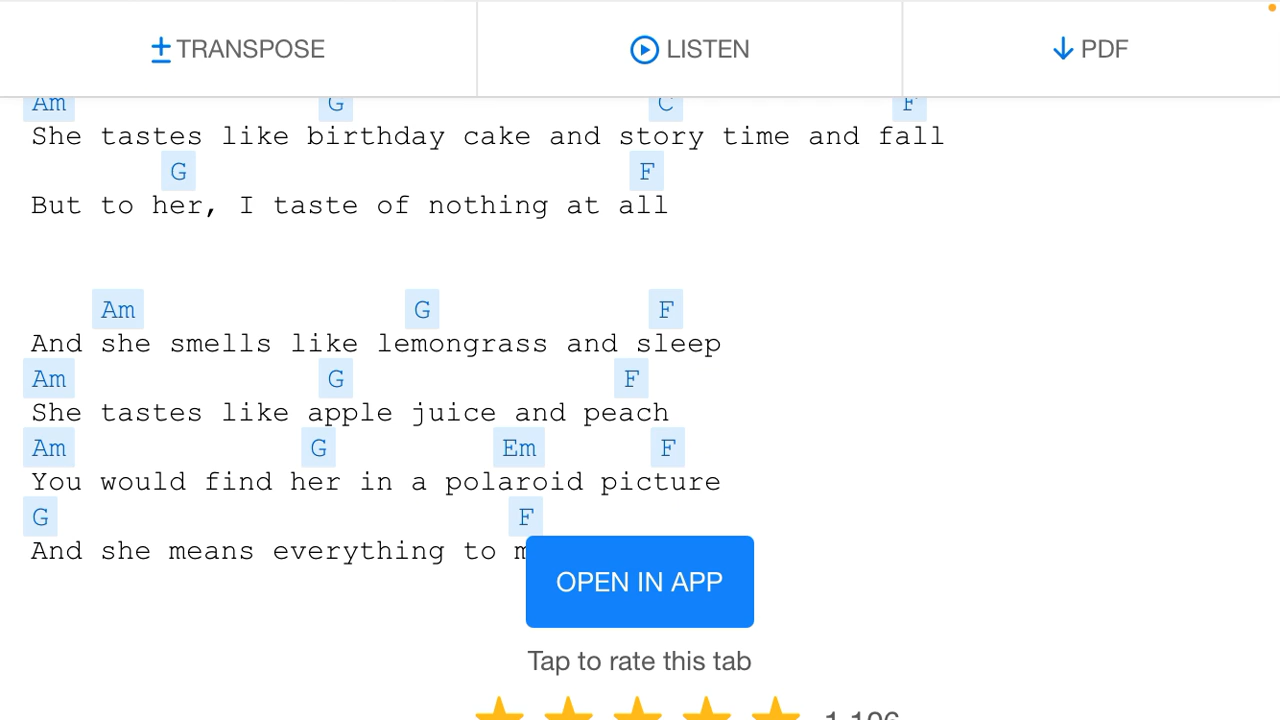 TRANSPOSE LISTEN PDF
Am G C F
She tastes like birthday cake and story time and fall
G F
But to her, I taste of nothing at all
Am G F
And she smells like lemongrass and sleep
Am G F
She tastes like apple juice and peach
Am G Em F
You would find her in a polaroid picture
G F
And she means everything to
OPEN IN APP
Tap to rate this tab